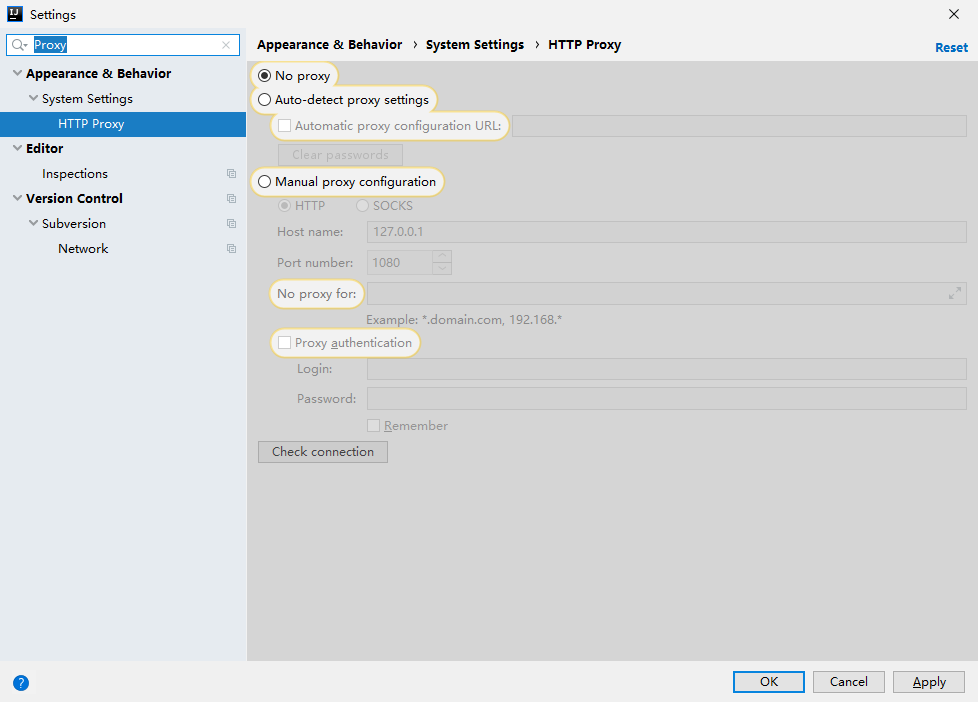 Settings
Proxy
Appearance & Behavior
System Settings
HTTP Proxy
Editor
Inspections
Version Control
Subversion
Network
Appearance & Behavior › System Settings › HTTP Proxy
Reset
No proxy
Auto-detect proxy settings
Automatic proxy configuration URL:
Clear passwords
Manual proxy configuration
HTTP SOCKS
Host name: 127.0.0.1
Port number: 1080
No proxy for:
Example: *.domain.com, 192.168.*
Proxy authentication
Login:
Password:
Remember
Check connection
?
OK Cancel Apply